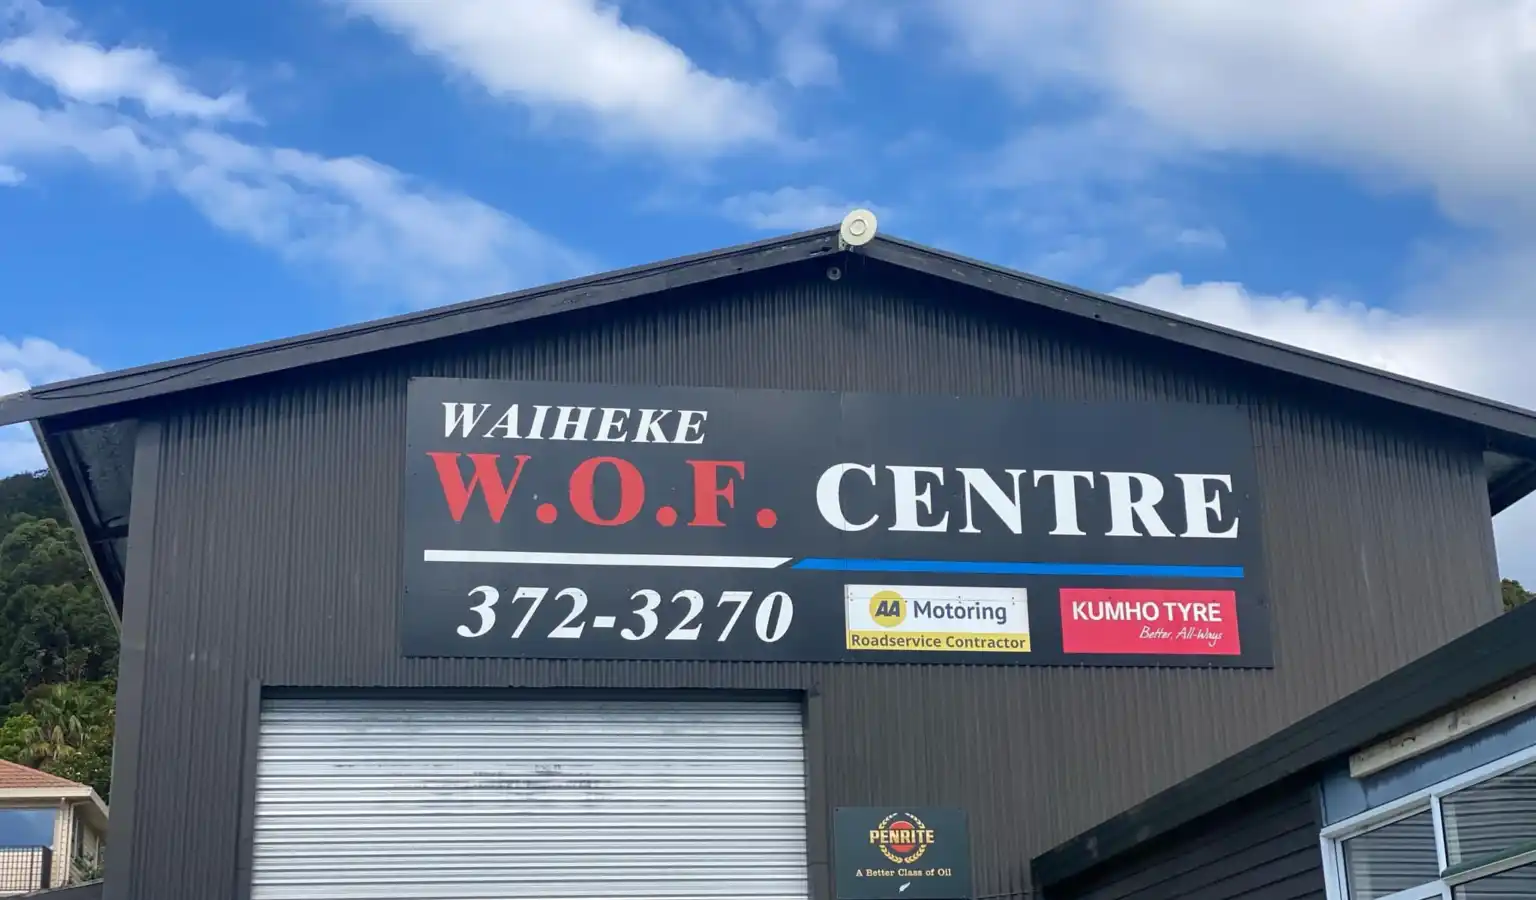 WAIHEKE
W.O.F. CENTRE
372-3270
AA Motoring
Roadservice Contractor
KUMHO TYRE
Better, All-Ways
PENRITE
A Better Class of Oil